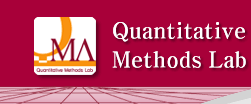 Quantitative
Methods Lab
QMA
Quantitative Methods Lab